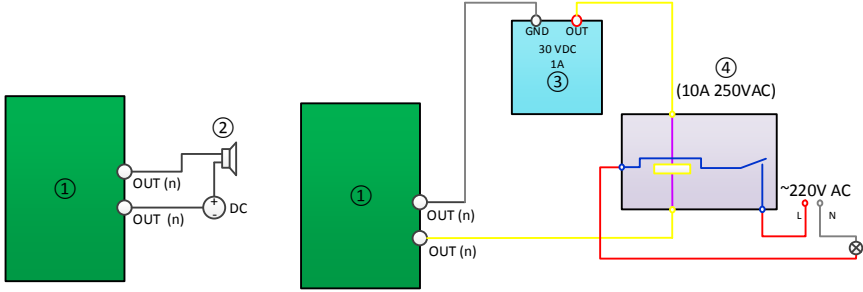 ①
②
OUT (n)
OUT (n)
+
-
DC
①
OUT (n)
OUT (n)
GND OUT
30 VDC
1A
③
④
(10A 250VAC)
~220V AC
L N